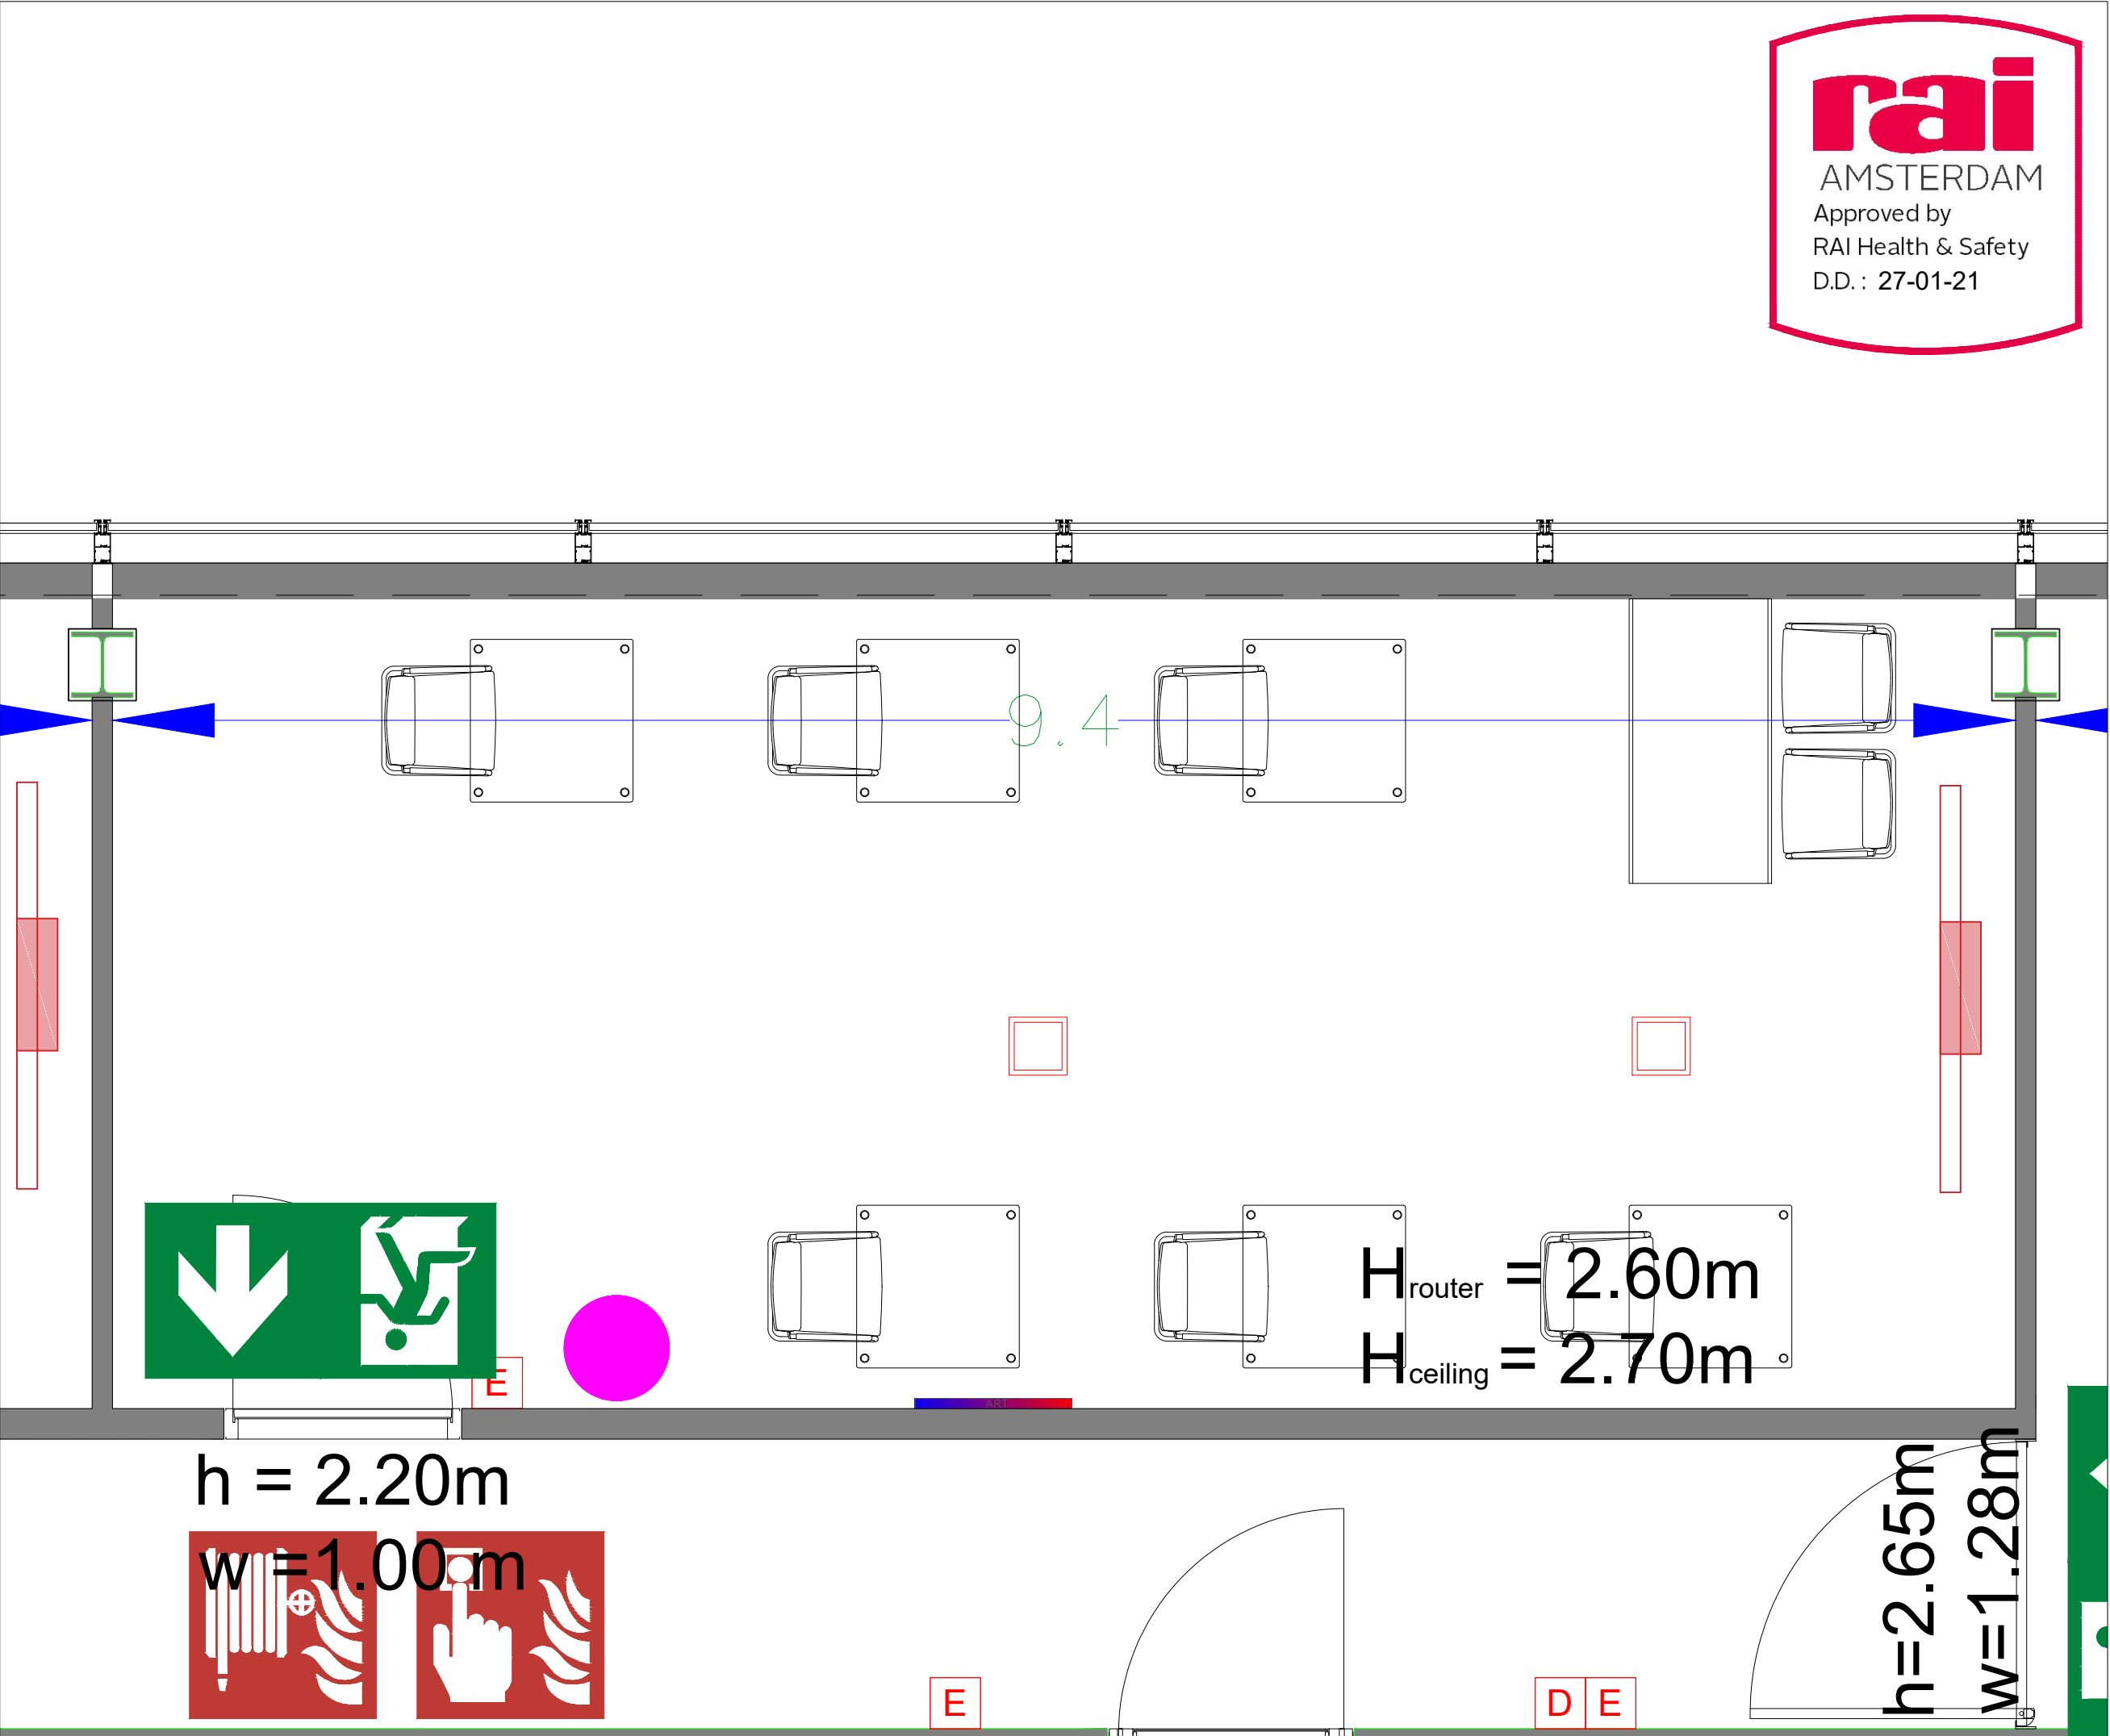 rai
AMSTERDAM
Approved by
RAI Health & Safety
D.D. : 27-01-21
9.4
Hrouter = 2.60m
Hceiling = 2.70m
E
ART
h = 2.20m
w =1.00 m
h=2.65m
w=1.28m
E
D E